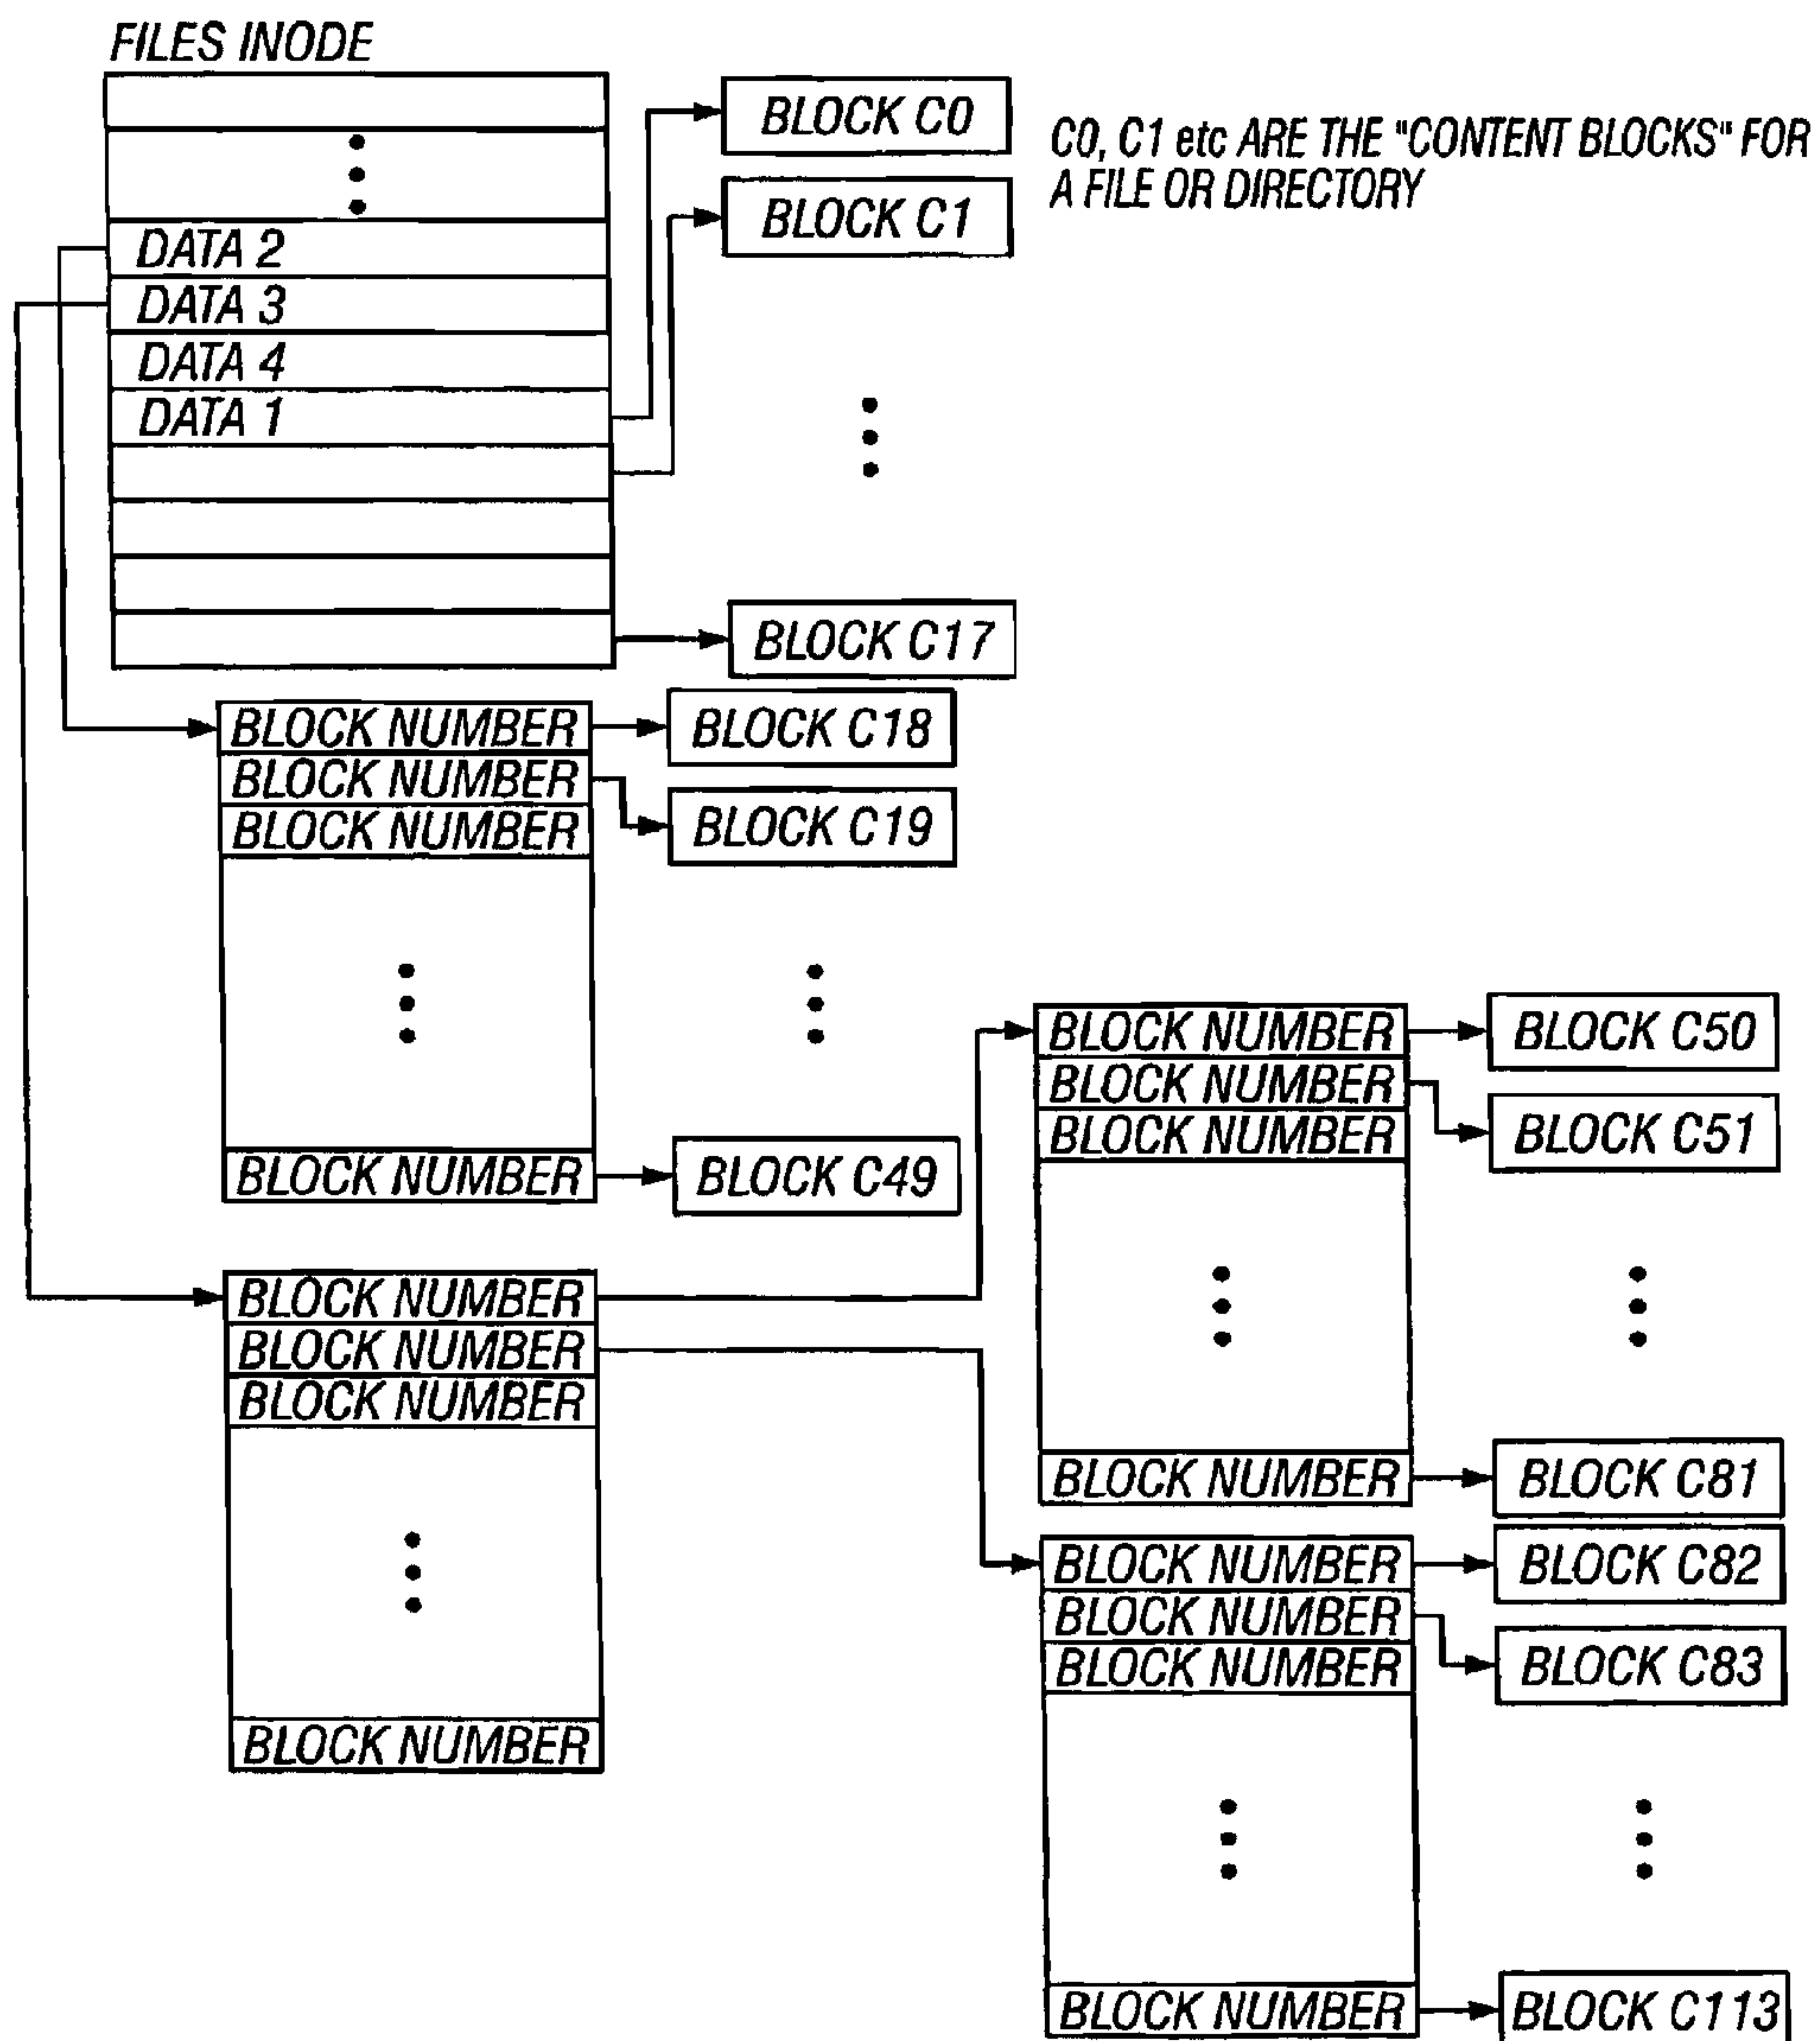 FILES INODE
BLOCK C0
C0, C1 etc ARE THE "CONTENT BLOCKS" FOR
A FILE OR DIRECTORY
BLOCK C1
DATA 2
DATA 3
DATA 4
DATA 1
BLOCK C17
BLOCK NUMBER
BLOCK C18
BLOCK NUMBER
BLOCK NUMBER
BLOCK C19
BLOCK NUMBER
BLOCK C49
BLOCK NUMBER
BLOCK NUMBER
BLOCK NUMBER
BLOCK NUMBER
BLOCK NUMBER
BLOCK C50
BLOCK NUMBER
BLOCK NUMBER
BLOCK C51
BLOCK NUMBER
BLOCK C81
BLOCK NUMBER
BLOCK C82
BLOCK NUMBER
BLOCK NUMBER
BLOCK C83
BLOCK NUMBER
BLOCK C113